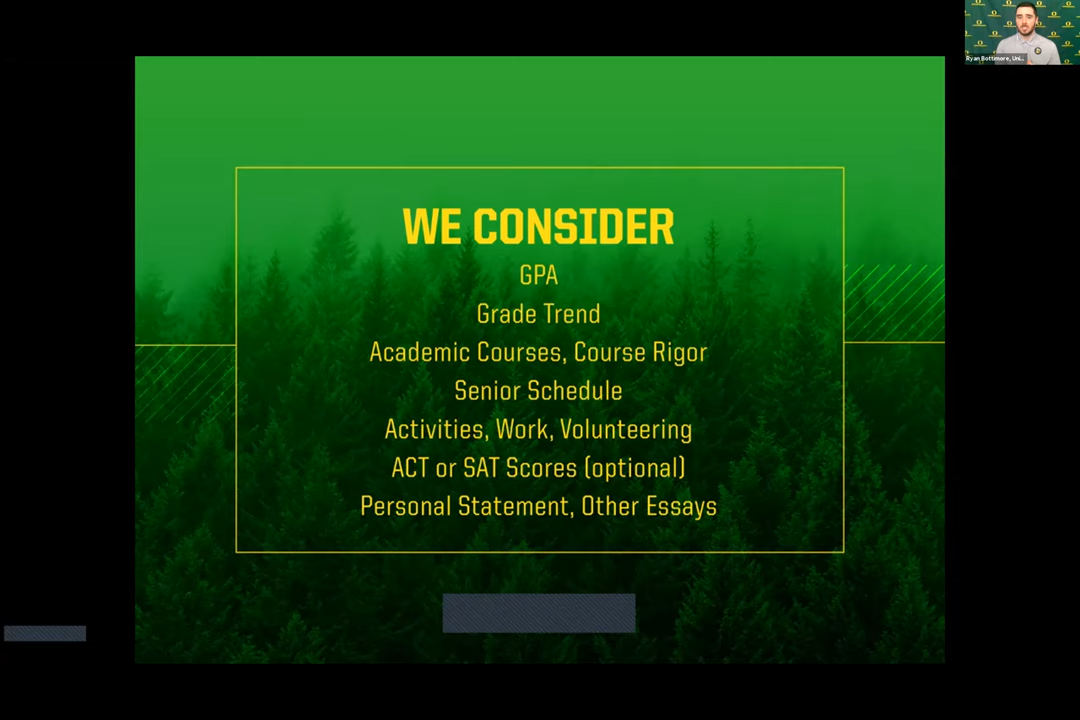 Ryan Bottimore, Uni...
WE CONSIDER
GPA
Grade Trend
Academic Courses, Course Rigor
Senior Schedule
Activities, Work, Volunteering
ACT or SAT Scores (optional)
Personal Statement, Other Essays